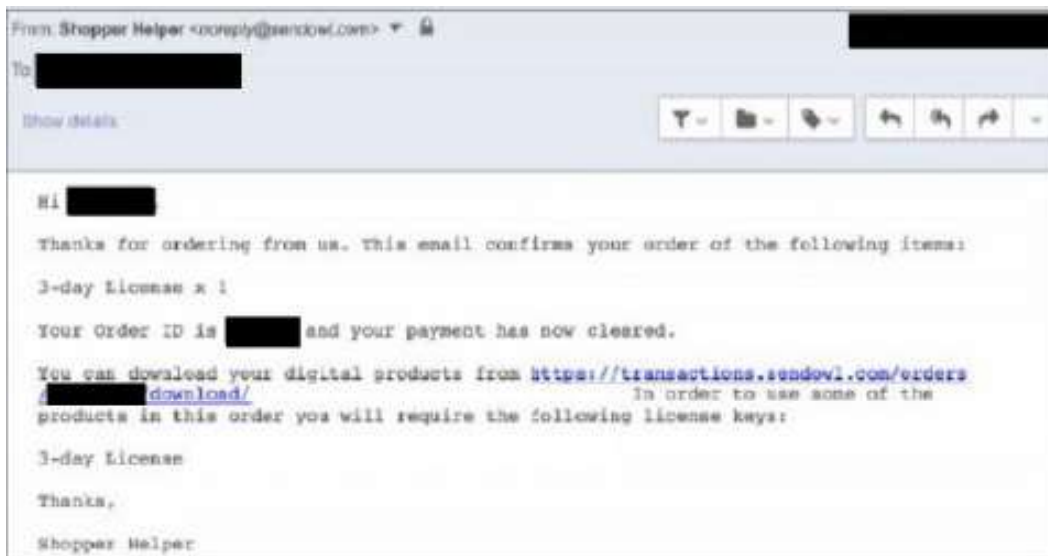 From: Shopper Helper <noreply@sendowl.com>
To
Show details
Hi
Thanks for ordering from us. This email confirms your order of the following items:
3-day License x 1
Your Order ID is and your payment has now cleared.
You can download your digital products from https://transactions.sendowl.com/orders
/ download/ In order to use some of the
products in this order you will require the following license keys:
3-day License
Thanks,
Shopper Helper